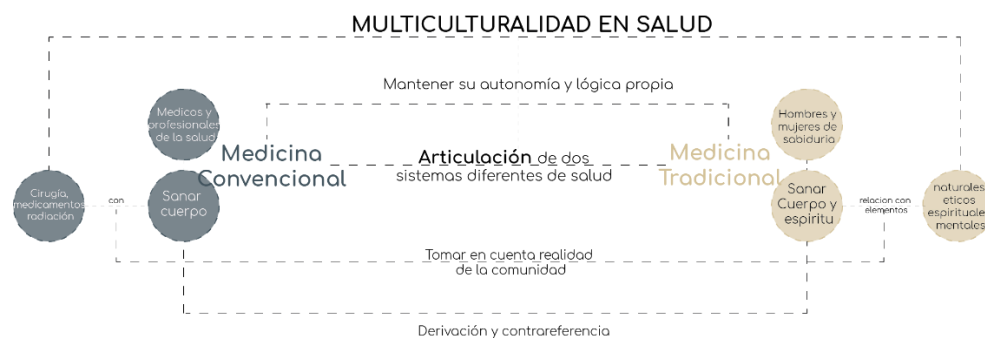 MULTICULTURALIDAD EN SALUD
Mantener su autonomía y lógica propia
Medicos y
profesionales
de la salud
Hombres y
mujeres de
sabiduria
Medicina
Convencional
Articulación de dos
sistemas diferentes de salud
Medicina
Tradicional
Cirugía,
medicamentos
radiación
con
Sanar
cuerpo
Sanar
Cuerpo y
espiritu
relacion con
elementos
naturales
eticos
espirituales
mentales
Tomar en cuenta realidad
de la comunidad
Derivación y contrareferencia